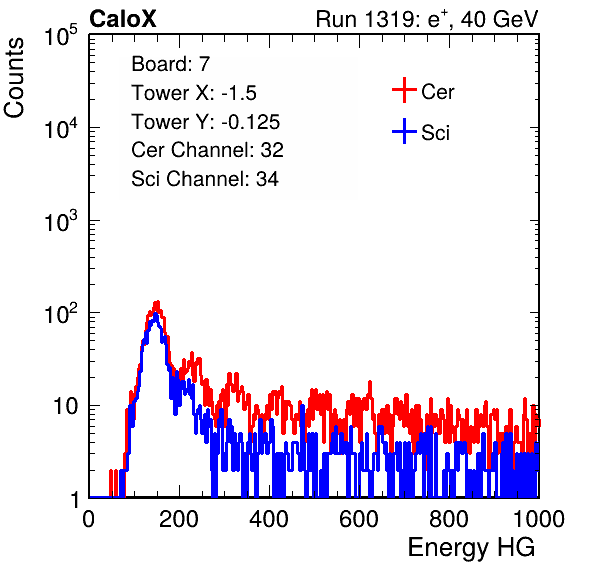 CaloX Run 1319: e⁺, 40 GeV
Counts
Board: 7
Tower X: -1.5
Tower Y: -0.125
Cer Channel: 32
Sci Channel: 34
Cer
Sci
10⁵
10⁴
10³
10²
10
1
0 200 400 600 800 1000
Energy HG